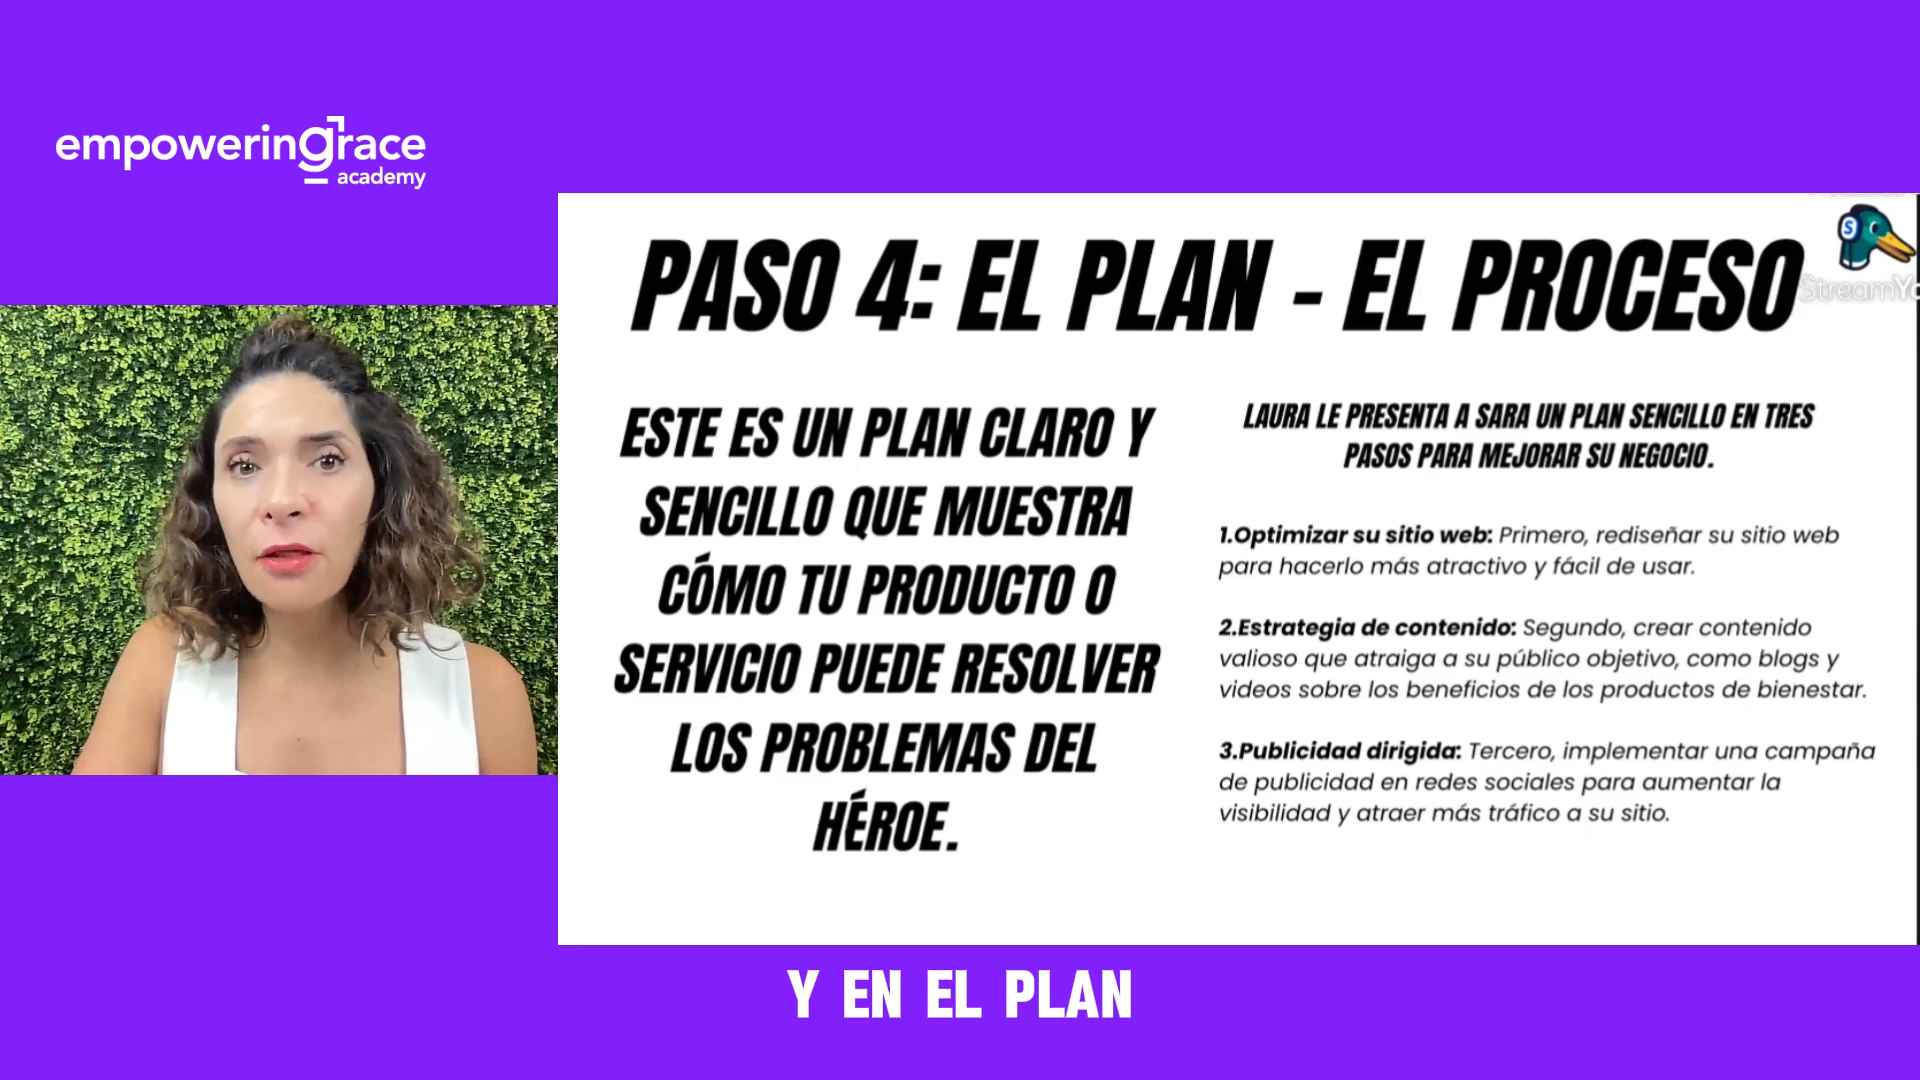 empoweringrace
academy
StreamYa
PASO 4: EL PLAN - EL PROCESO
ESTE ES UN PLAN CLARO Y
SENCILLO QUE MUESTRA
CÓMO TU PRODUCTO O
SERVICIO PUEDE RESOLVER
LOS PROBLEMAS DEL
HÉROE.
LAURA LE PRESENTA A SARA UN PLAN SENCILLO EN TRES
PASOS PARA MEJORAR SU NEGOCIO.
1.Optimizar su sitio web: Primero, rediseñar su sitio web
para hacerlo más atractivo y fácil de usar.
2.Estrategia de contenido: Segundo, crear contenido
valioso que atraiga a su público objetivo, como blogs y
videos sobre los beneficios de los productos de bienestar.
3.Publicidad dirigida: Tercero, implementar una campaña
de publicidad en redes sociales para aumentar la
visibilidad y atraer más tráfico a su sitio.
Y EN EL PLAN